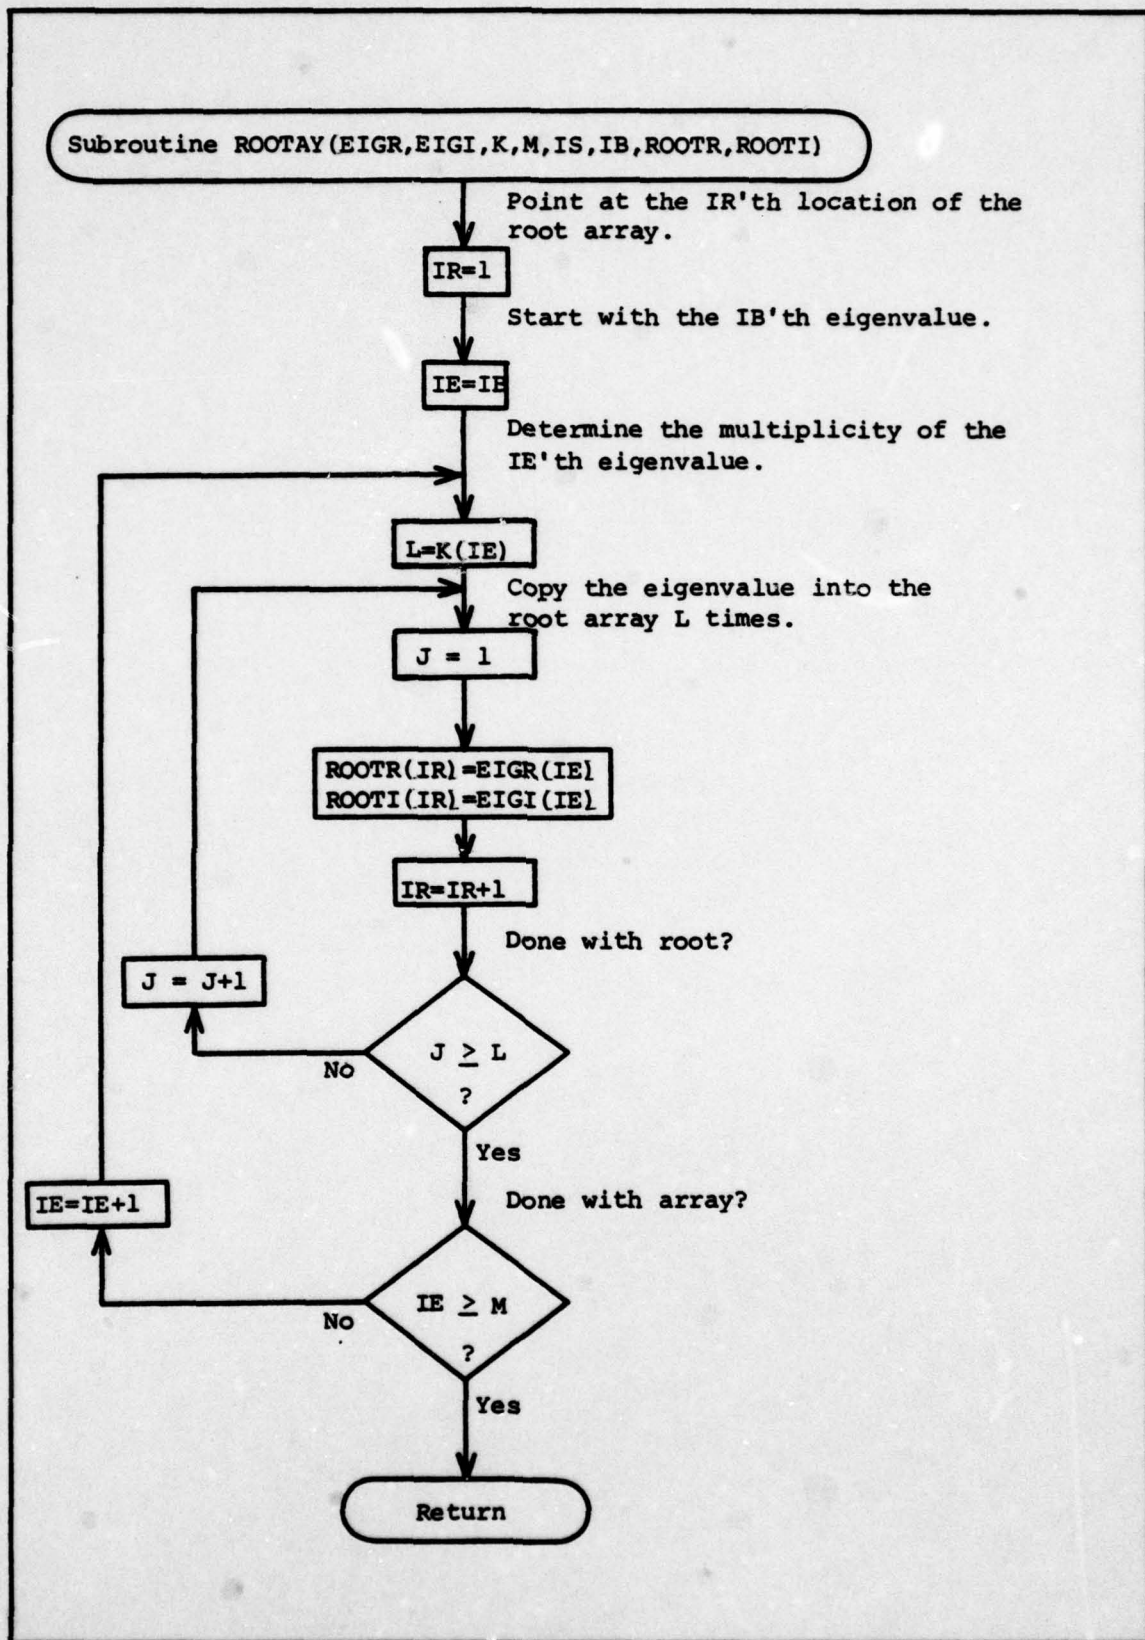 Subroutine ROOTAY(EIGR,EIGI,K,M,IS,IB,ROOTR,ROOTI)
Point at the IR'th location of the
root array.
IR=1
Start with the IB'th eigenvalue.
IE=IB
Determine the multiplicity of the
IE'th eigenvalue.
L=K(IE)
Copy the eigenvalue into the
root array L times.
J = 1
ROOTR(IR)=EIGR(IE)
ROOTI(IR)=EIGI(IE)
IR=IR+1
Done with root?
J = J+1
J ≥ L
?
No
Yes
Done with array?
IE=IE+1
IE ≥ M
?
No
Yes
Return